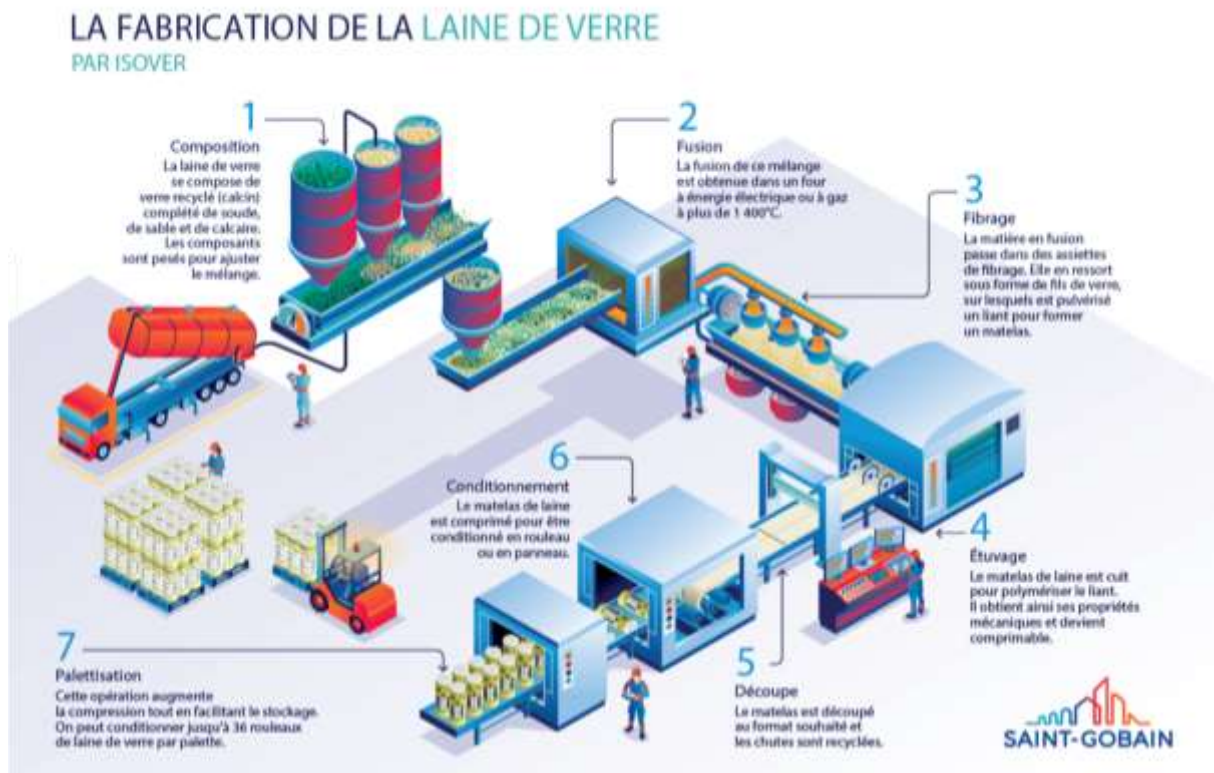 LA FABRICATION DE LA LAINE DE VERRE
PAR ISOVER
1
Composition
La laine de verre
se compose de
verre recyclé (calcin)
complété de soude,
de sable et de calcaire.
Les composants
sont pesés pour ajuster
le mélange.
2
Fusion
La fusion de ce mélange
est obtenue dans un four
à énergie électrique ou à gaz
à plus de 1 400°C.
3
Fibrage
La matière en fusion
passe dans des assiettes
de fibrage. Elle en ressort
sous forme de fils de verre,
sur lesquels est pulvérisé
un liant pour former
un matelas.
4
Étuvage
Le matelas de laine est cuit
pour polymériser le liant.
Il obtient ainsi ses propriétés
mécaniques et devient
comprimable.
5
Découpe
Le matelas est découpé
au format souhaité et
les chutes sont recyclées.
6
Conditionnement
Le matelas de laine
est comprimé pour être
conditionné en rouleau
ou en panneau.
7
Palettisation
Cette opération augmente
la compression tout en facilitant le stockage.
On peut conditionner jusqu'à 36 rouleaux
de laine de verre par palette.
SAINT-GOBAIN